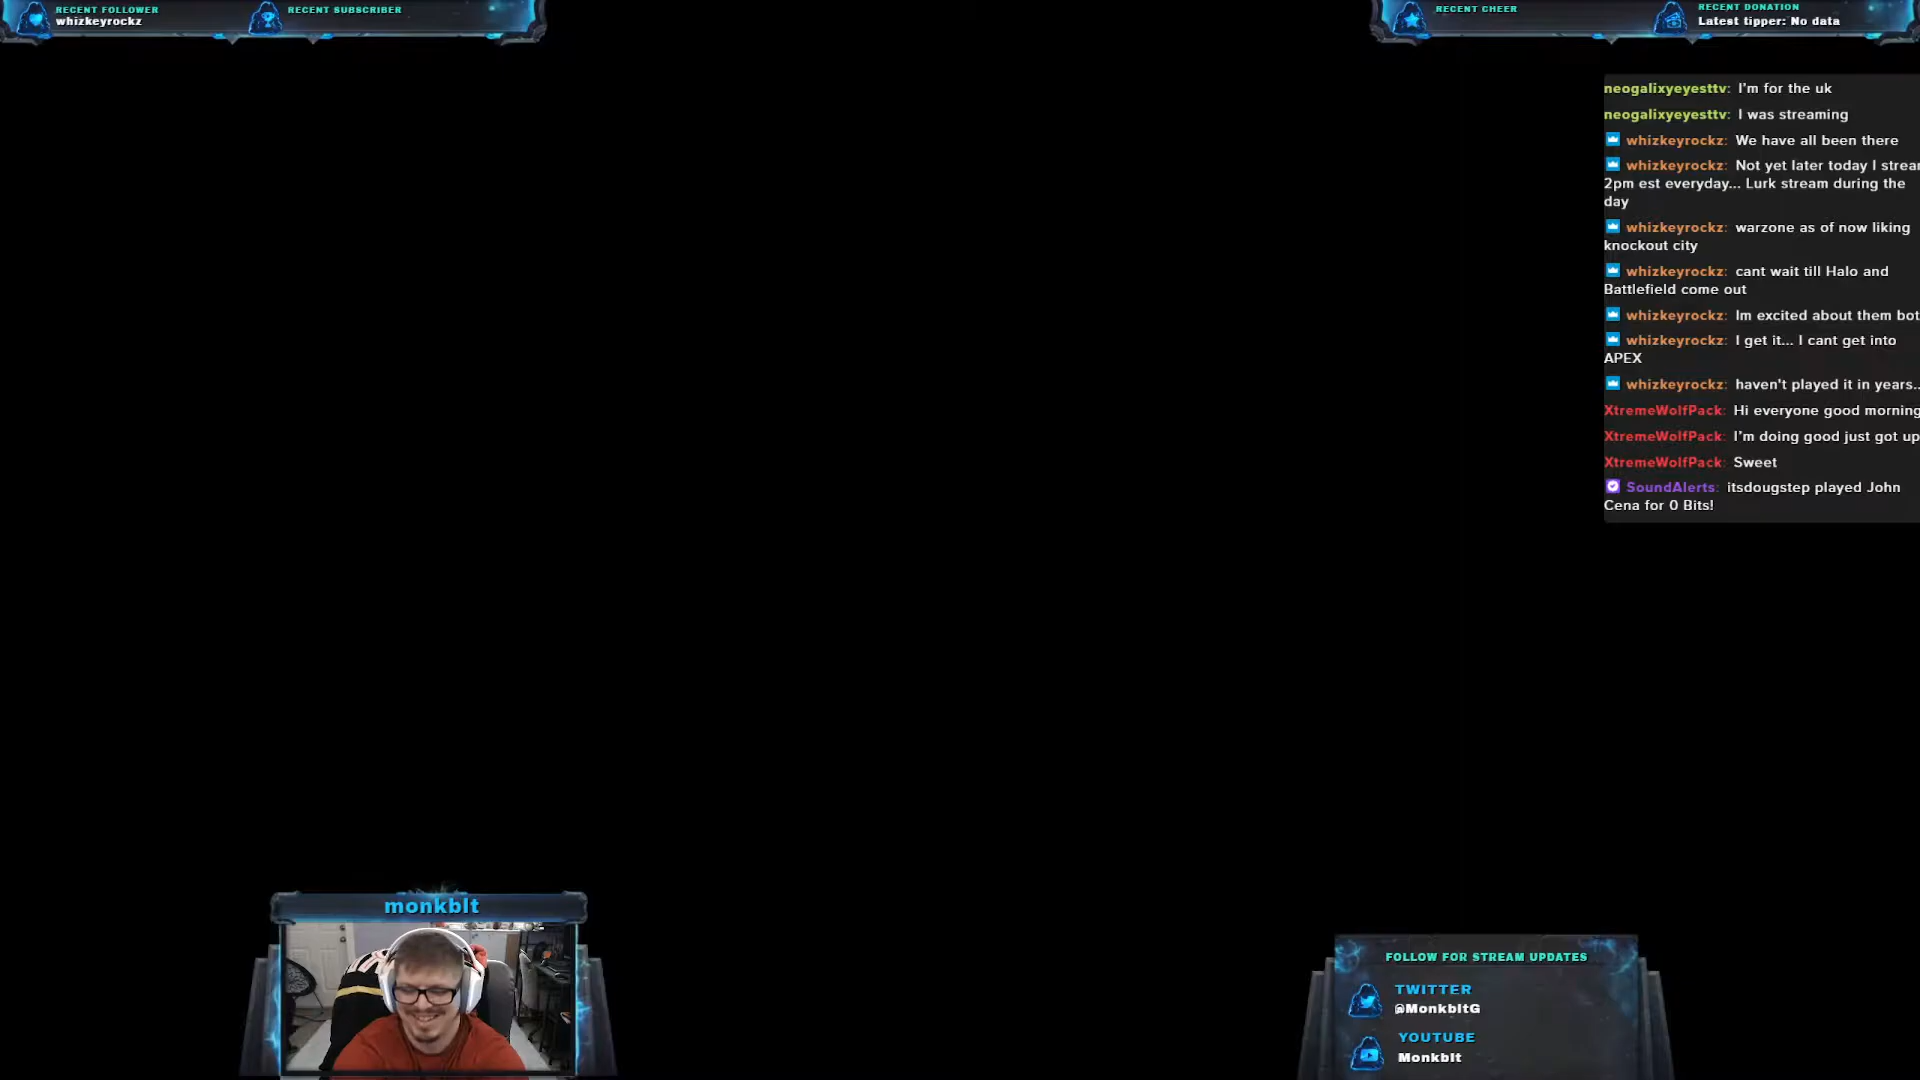 RECENT FOLLOWER
whizkeyrockz
RECENT SUBSCRIBER
RECENT CHEER
RECENT DONATION
Latest tipper: No data
neogalixyeyesttv: I'm for the uk
neogalixyeyesttv: I was streaming
whizkeyrockz: We have all been there
whizkeyrockz: Not yet later today I strea
2pm est everyday... Lurk stream during the
day
whizkeyrockz: warzone as of now liking
knockout city
whizkeyrockz: cant wait till Halo and
Battlefield come out
whizkeyrockz: Im excited about them bot
whizkeyrockz: I get it... I cant get into
APEX
whizkeyrockz: haven't played it in years..
XtremeWolfPack: Hi everyone good morning
XtremeWolfPack: I'm doing good just got up
XtremeWolfPack: Sweet
SoundAlerts: itsdougstep played John
Cena for 0 Bits!
monkblt
FOLLOW FOR STREAM UPDATES
TWITTER
@MonkbltG
YOUTUBE
Monkblt